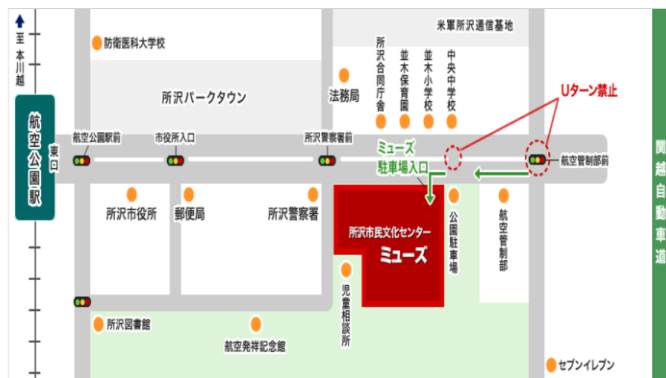 至 本川越
防衛医科大学校
所沢パークタウン
法務局
米軍所沢通信基地
所沢合同庁舎
並木保育園
並木小学校
中央中学校
Uターン禁止
航空公園駅
東口
航空公園駅前
市役所入口
所沢警察署前
ミューズ
駐車場入口
航空管制部前
関越自動車道
所沢市役所
郵便局
所沢警察署
所沢市民文化センター
ミューズ
公園駐車場
航空管制部
児童相談所
所沢図書館
航空発祥記念館
セブンイレブン